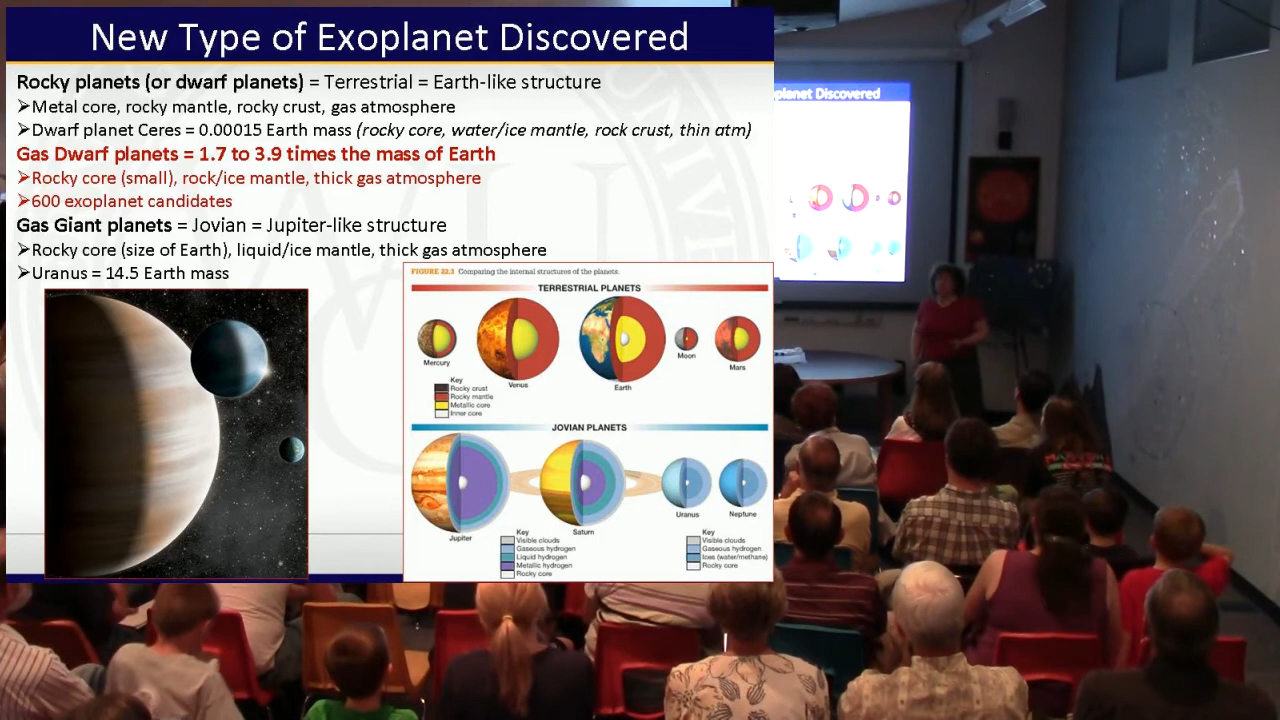 New Type of Exoplanet Discovered
Rocky planets (or dwarf planets) = Terrestrial = Earth-like structure
➢Metal core, rocky mantle, rocky crust, gas atmosphere
➢Dwarf planet Ceres = 0.00015 Earth mass (rocky core, water/ice mantle, rock crust, thin atm)
Gas Dwarf planets = 1.7 to 3.9 times the mass of Earth
➢Rocky core (small), rock/ice mantle, thick gas atmosphere
➢600 exoplanet candidates
Gas Giant planets = Jovian = Jupiter-like structure
➢Rocky core (size of Earth), liquid/ice mantle, thick gas atmosphere
➢Uranus = 14.5 Earth mass
FIGURE 22.3 Comparing the internal structures of the planets.
TERRESTRIAL PLANETS
Mercury
Venus
Earth
Moon
Mars
Key
Rocky crust
Rocky mantle
Metallic core
Inner core
JOVIAN PLANETS
Jupiter
Saturn
Uranus
Neptune
Key
Visible clouds
Gaseous hydrogen
Liquid hydrogen
Metallic hydrogen
Rocky core
Key
Visible clouds
Gaseous hydrogen
Ices (water/methane)
Rocky core
planet Discovered
UNIVE